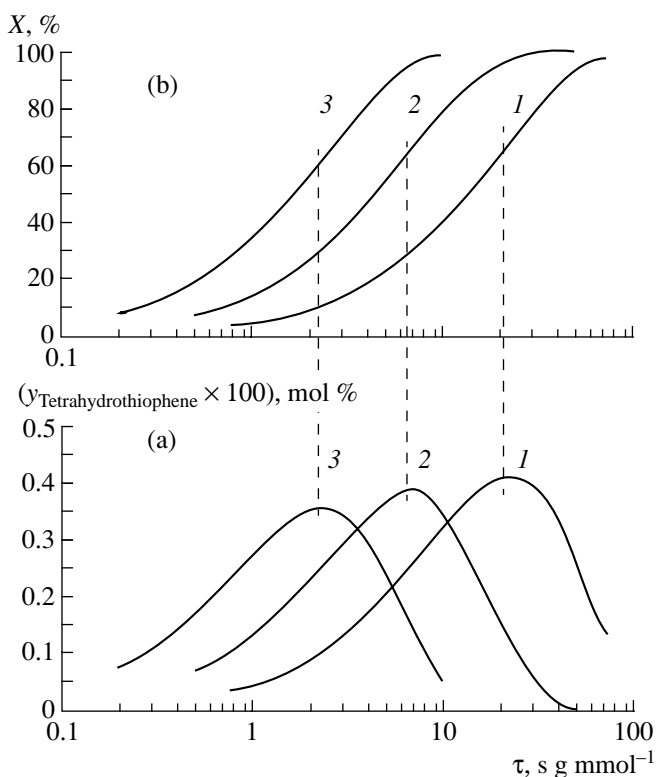 X, %
100
(b)
3 2 1
80
60
40
20
0
0.1
(yTetrahydrothiophene × 100), mol %
0.5
(a)
3 2 1
0.4
0.3
0.2
0.1
0
0.1 1 10 100
τ, s g mmol⁻¹